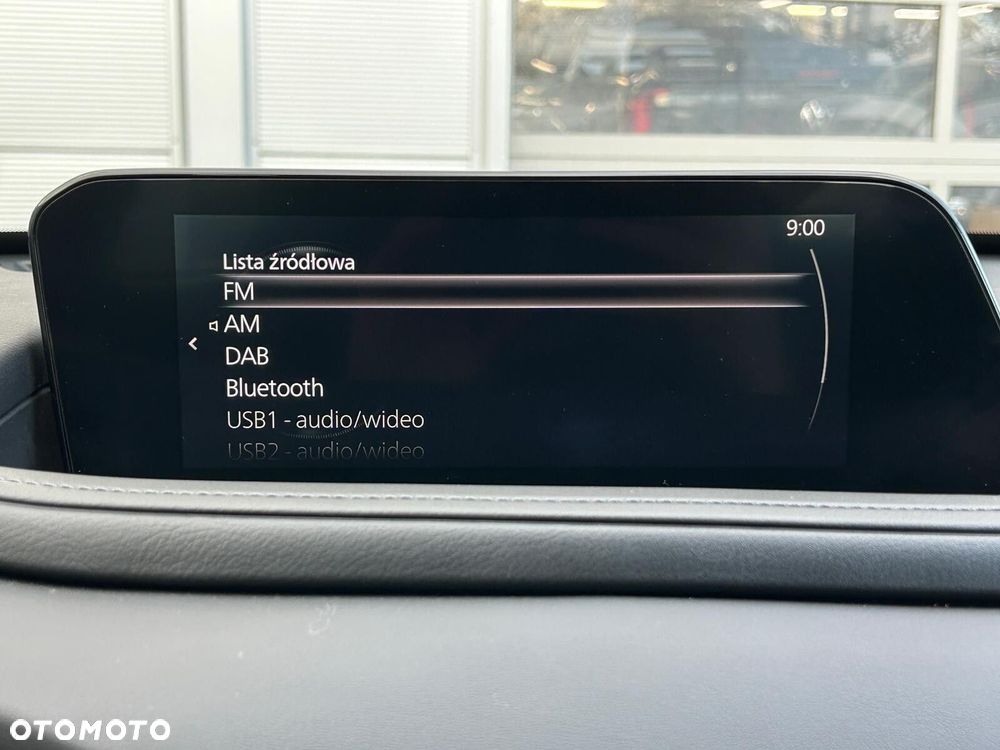 9:00
Lista źródłowa
FM
AM
DAB
Bluetooth
USB1 - audio/wideo
USB2 - audio/wideo
OTOMOTO